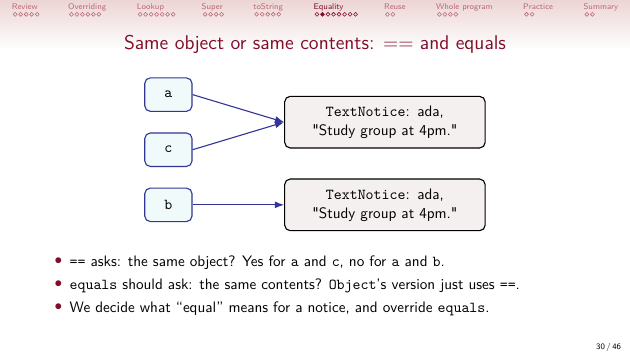 Review Overriding Lookup Super toString Equality Reuse Whole program Practice Summary
Same object or same contents: == and equals
a
TextNotice: ada,
"Study group at 4pm."
c
b
TextNotice: ada,
"Study group at 4pm."
• == asks: the same object? Yes for a and c, no for a and b.
• equals should ask: the same contents? Object's version just uses ==.
• We decide what “equal” means for a notice, and override equals.
30 / 46